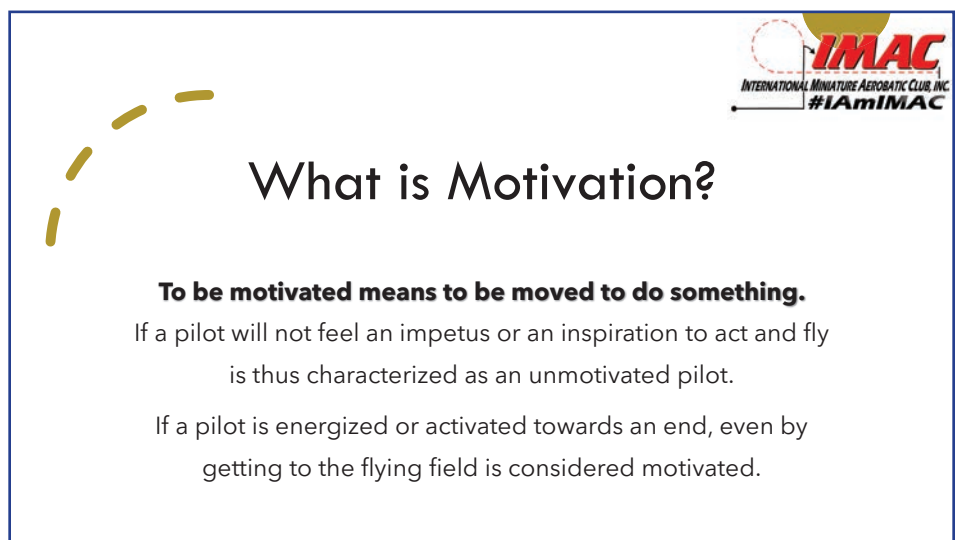 IMAC
INTERNATIONAL MINIATURE AEROBATIC CLUB, INC.
#IAmIMAC
What is Motivation?
To be motivated means to be moved to do something.
If a pilot will not feel an impetus or an inspiration to act and fly
is thus characterized as an unmotivated pilot.
If a pilot is energized or activated towards an end, even by
getting to the flying field is considered motivated.